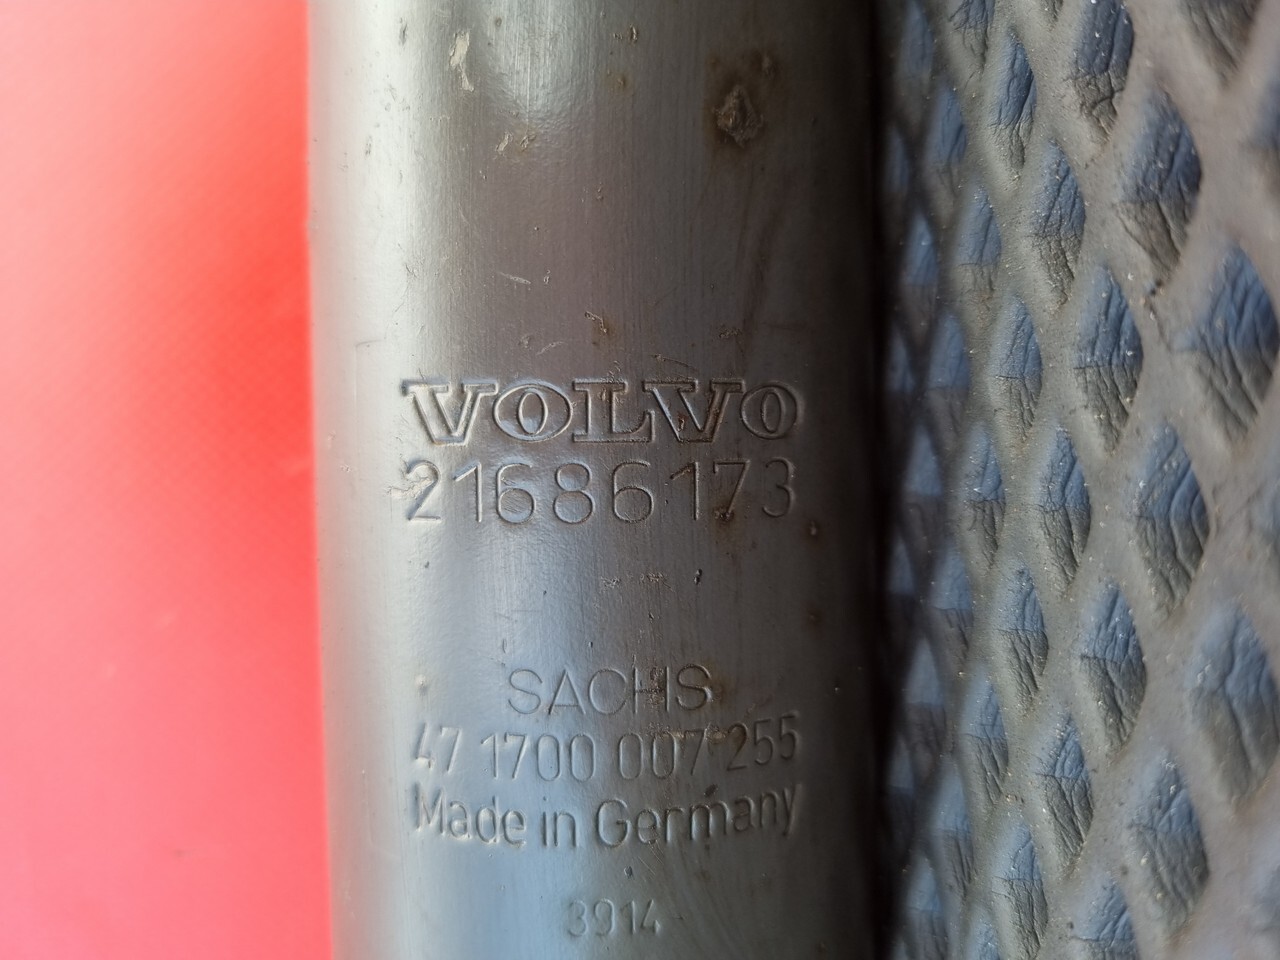 VOLVO
21686173
SACHS
47 1700 007 255
Made in Germany
3914